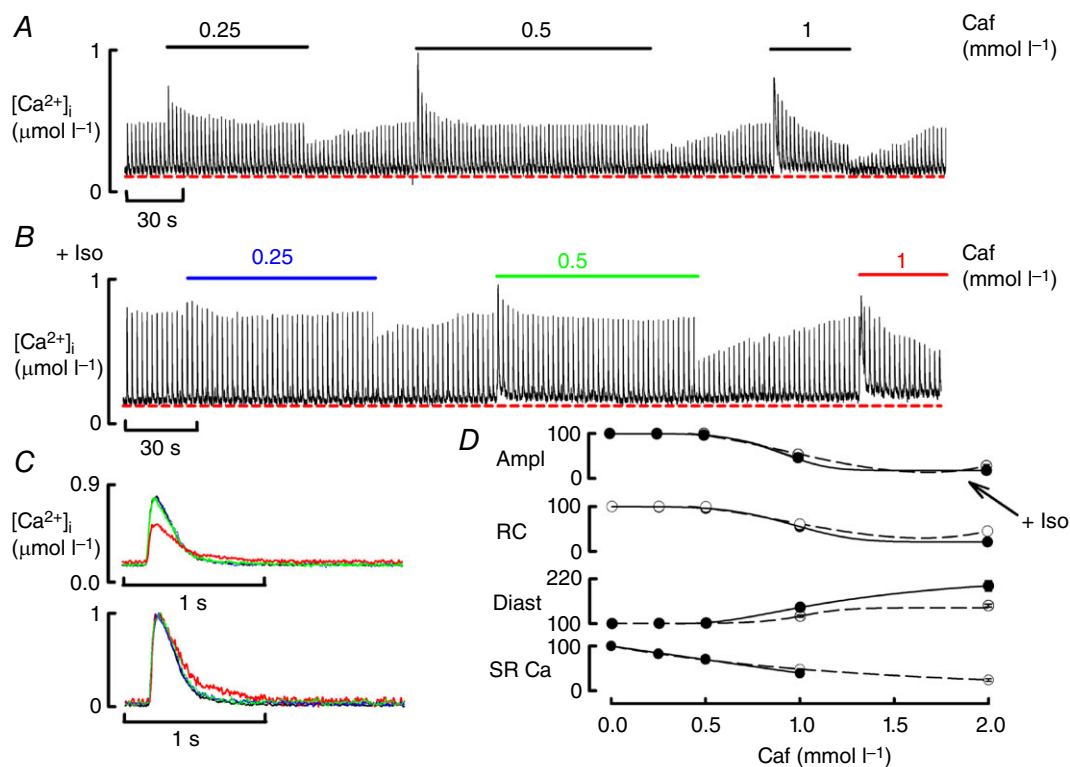 A
0.25
0.5
1
Caf
(mmol l⁻¹)
1
[Ca²⁺]ᵢ
(μmol l⁻¹)
0
30 s
B
+ Iso
0.25
0.5
1
Caf
(mmol l⁻¹)
1
[Ca²⁺]ᵢ
(μmol l⁻¹)
0
30 s
C
0.9
[Ca²⁺]ᵢ
(μmol l⁻¹)
0.0
1 s
1
0
1 s
D
Ampl
100
0
+ Iso
RC
100
0
Diast
220
100
SR Ca
100
0
0.0
0.5
1.0
1.5
2.0
Caf (mmol l⁻¹)